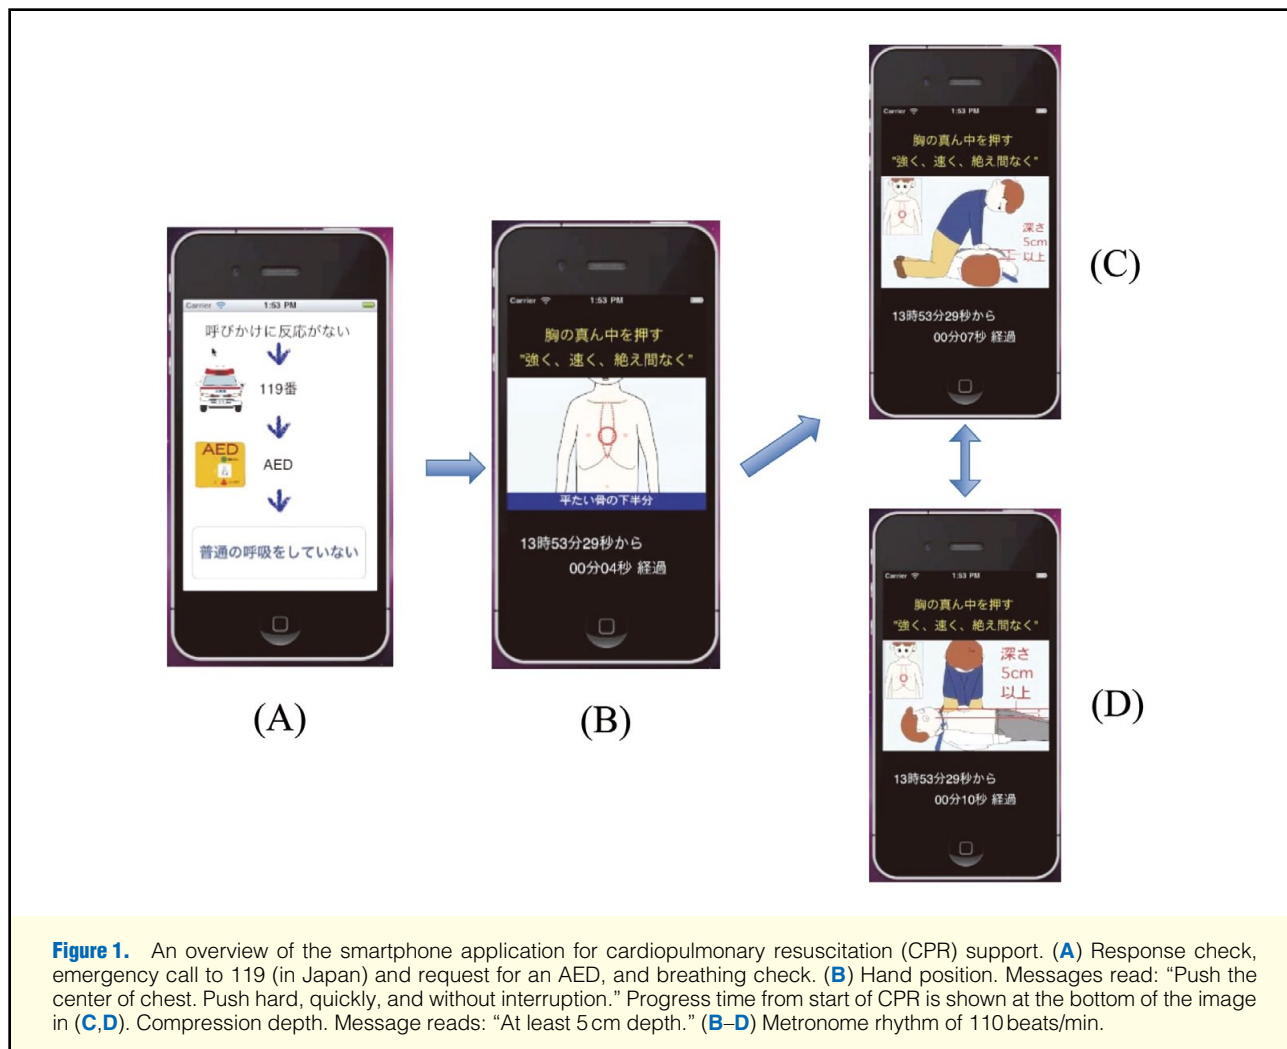 Carrier 1:53 PM
呼びかけに反応がない
119番
AED
AED
普通の呼吸をしていない
(A)
Carrier 1:53 PM
胸の真ん中を押す
"強く、速く、絶え間なく"
平たい骨の下半分
13時53分29秒から
00分04秒 経過
(B)
Carrier 1:53 PM
胸の真ん中を押す
"強く、速く、絶え間なく"
深さ
5cm
以上
13時53分29秒から
00分07秒 経過
(C)
Carrier 1:53 PM
胸の真ん中を押す
"強く、速く、絶え間なく"
深さ
5cm
以上
13時53分29秒から
00分10秒 経過
(D)
Figure 1. An overview of the smartphone application for cardiopulmonary resuscitation (CPR) support. (A) Response check,
emergency call to 119 (in Japan) and request for an AED, and breathing check. (B) Hand position. Messages read: “Push the
center of chest. Push hard, quickly, and without interruption.” Progress time from start of CPR is shown at the bottom of the image
in (C,D). Compression depth. Message reads: “At least 5 cm depth.” (B–D) Metronome rhythm of 110 beats/min.